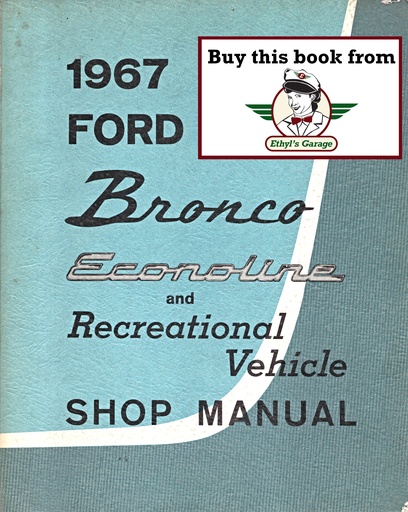 1967
FORD
Bronco
Econoline
and
Recreational
Vehicle
SHOP MANUAL
Buy this book from
Ethyl's Garage